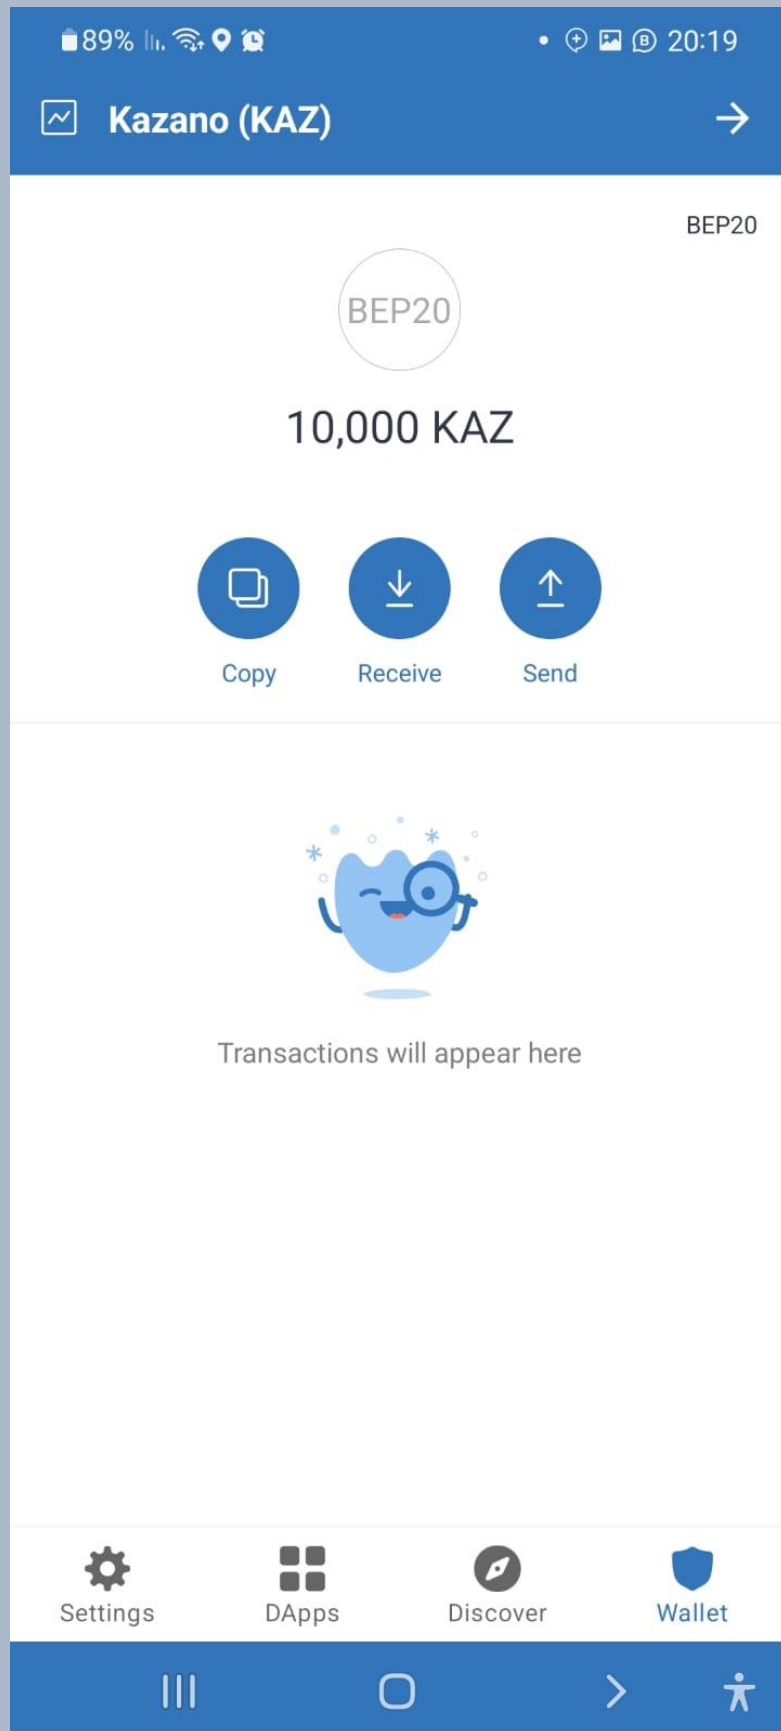 89% 20:19
Kazano (KAZ)
BEP20
BEP20
10,000 KAZ
Copy Receive Send
Transactions will appear here
Settings DApps Discover Wallet